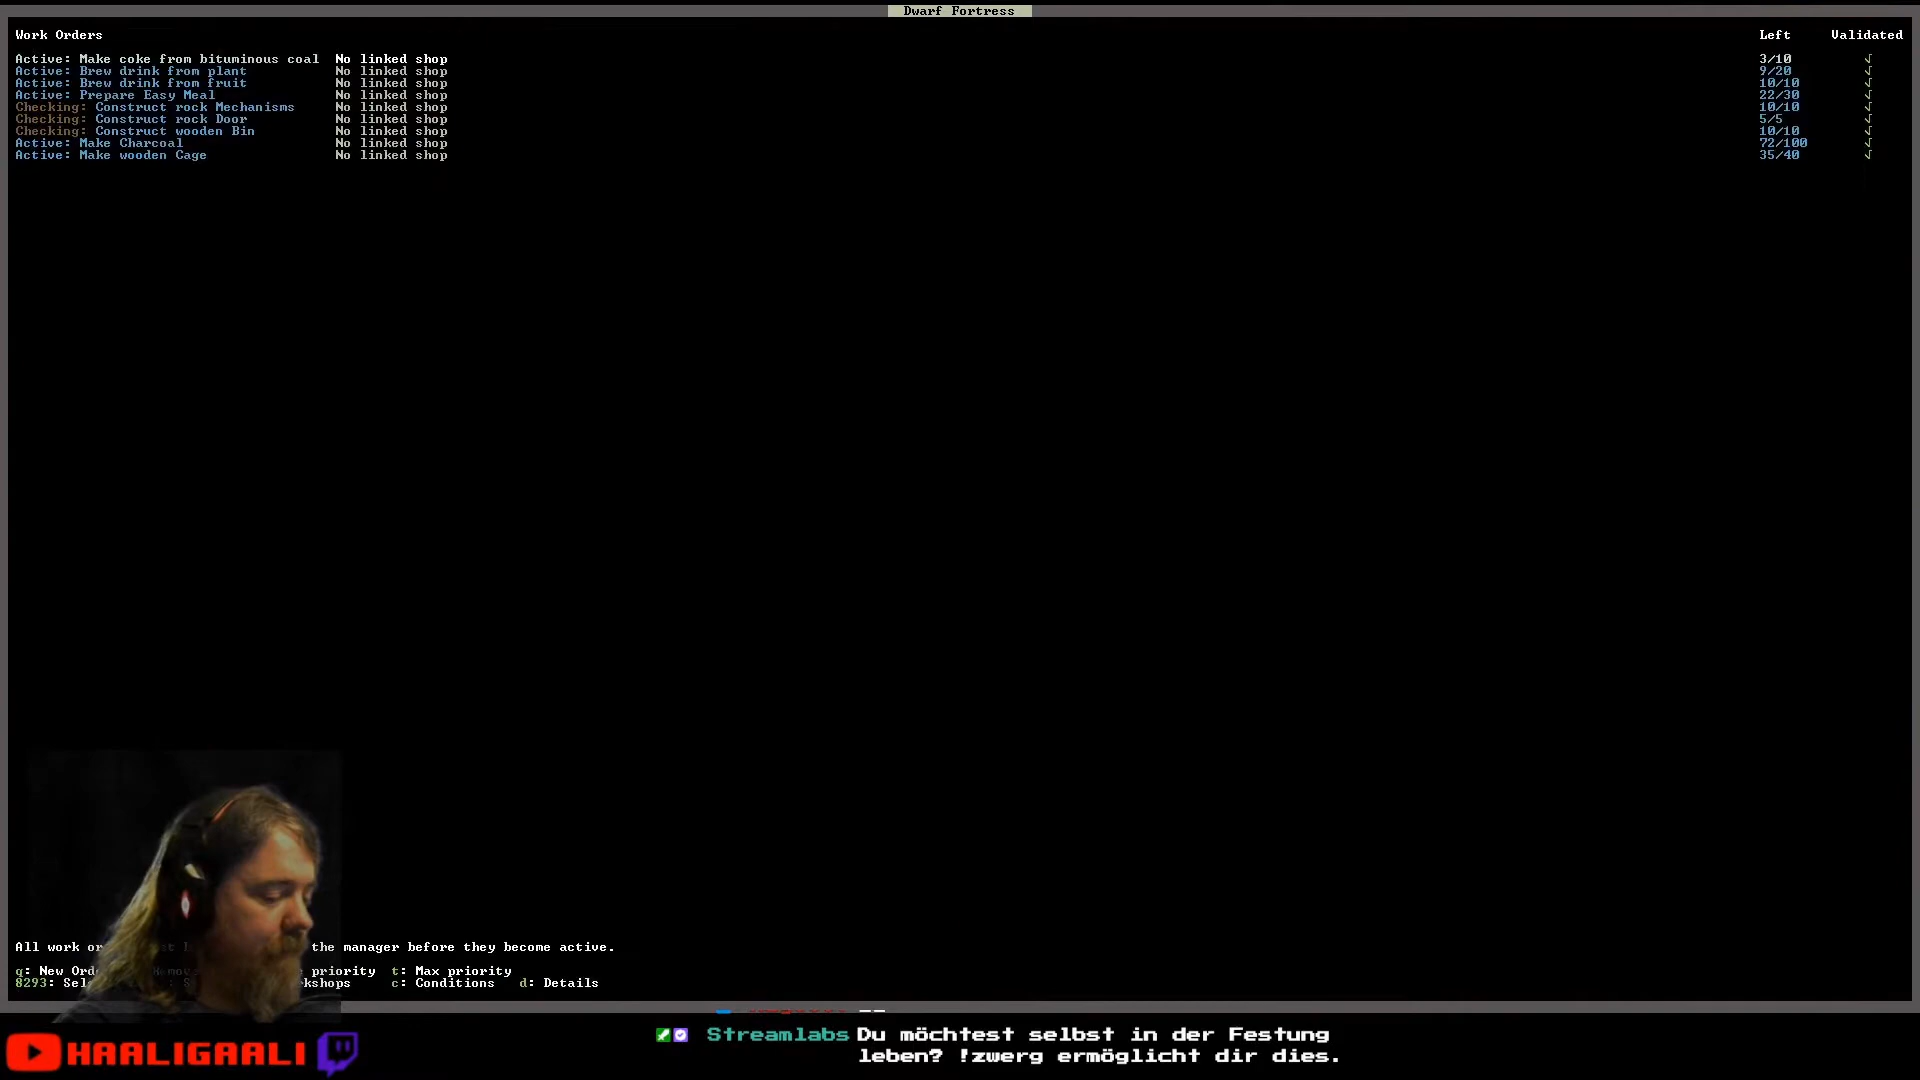 Dwarf Fortress
Work Orders Left Validated
Active: Make coke from bituminous coal No linked shop 3/10 √
Active: Brew drink from plant No linked shop 9/20 √
Active: Brew drink from fruit No linked shop 10/10 √
Active: Prepare Easy Meal No linked shop 22/30 √
Checking: Construct rock Mechanisms No linked shop 10/10 √
Checking: Construct rock Door No linked shop 5/5 √
Checking: Construct wooden Bin No linked shop 10/10 √
Active: Make Charcoal No linked shop 72/100 √
Active: Make wooden Cage No linked shop 35/40 √
All work the manager before they become active.
q: New priority t: Max priority
8293: c: Conditions d: Details
HAALIGAALI
Streamlabs Du möchtest selbst in der Festung
leben? !zwerg ermöglicht dir dies.